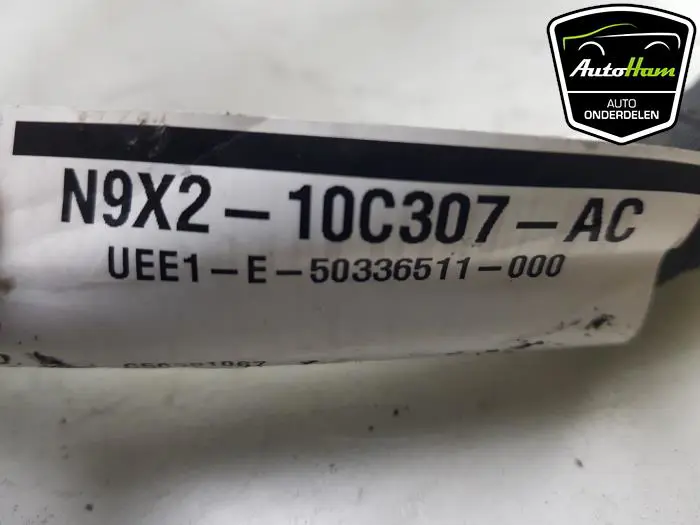 AutoHam
AUTO
ONDERDELEN
N9X2-10C307-AC
UEE1-E-50336511-000